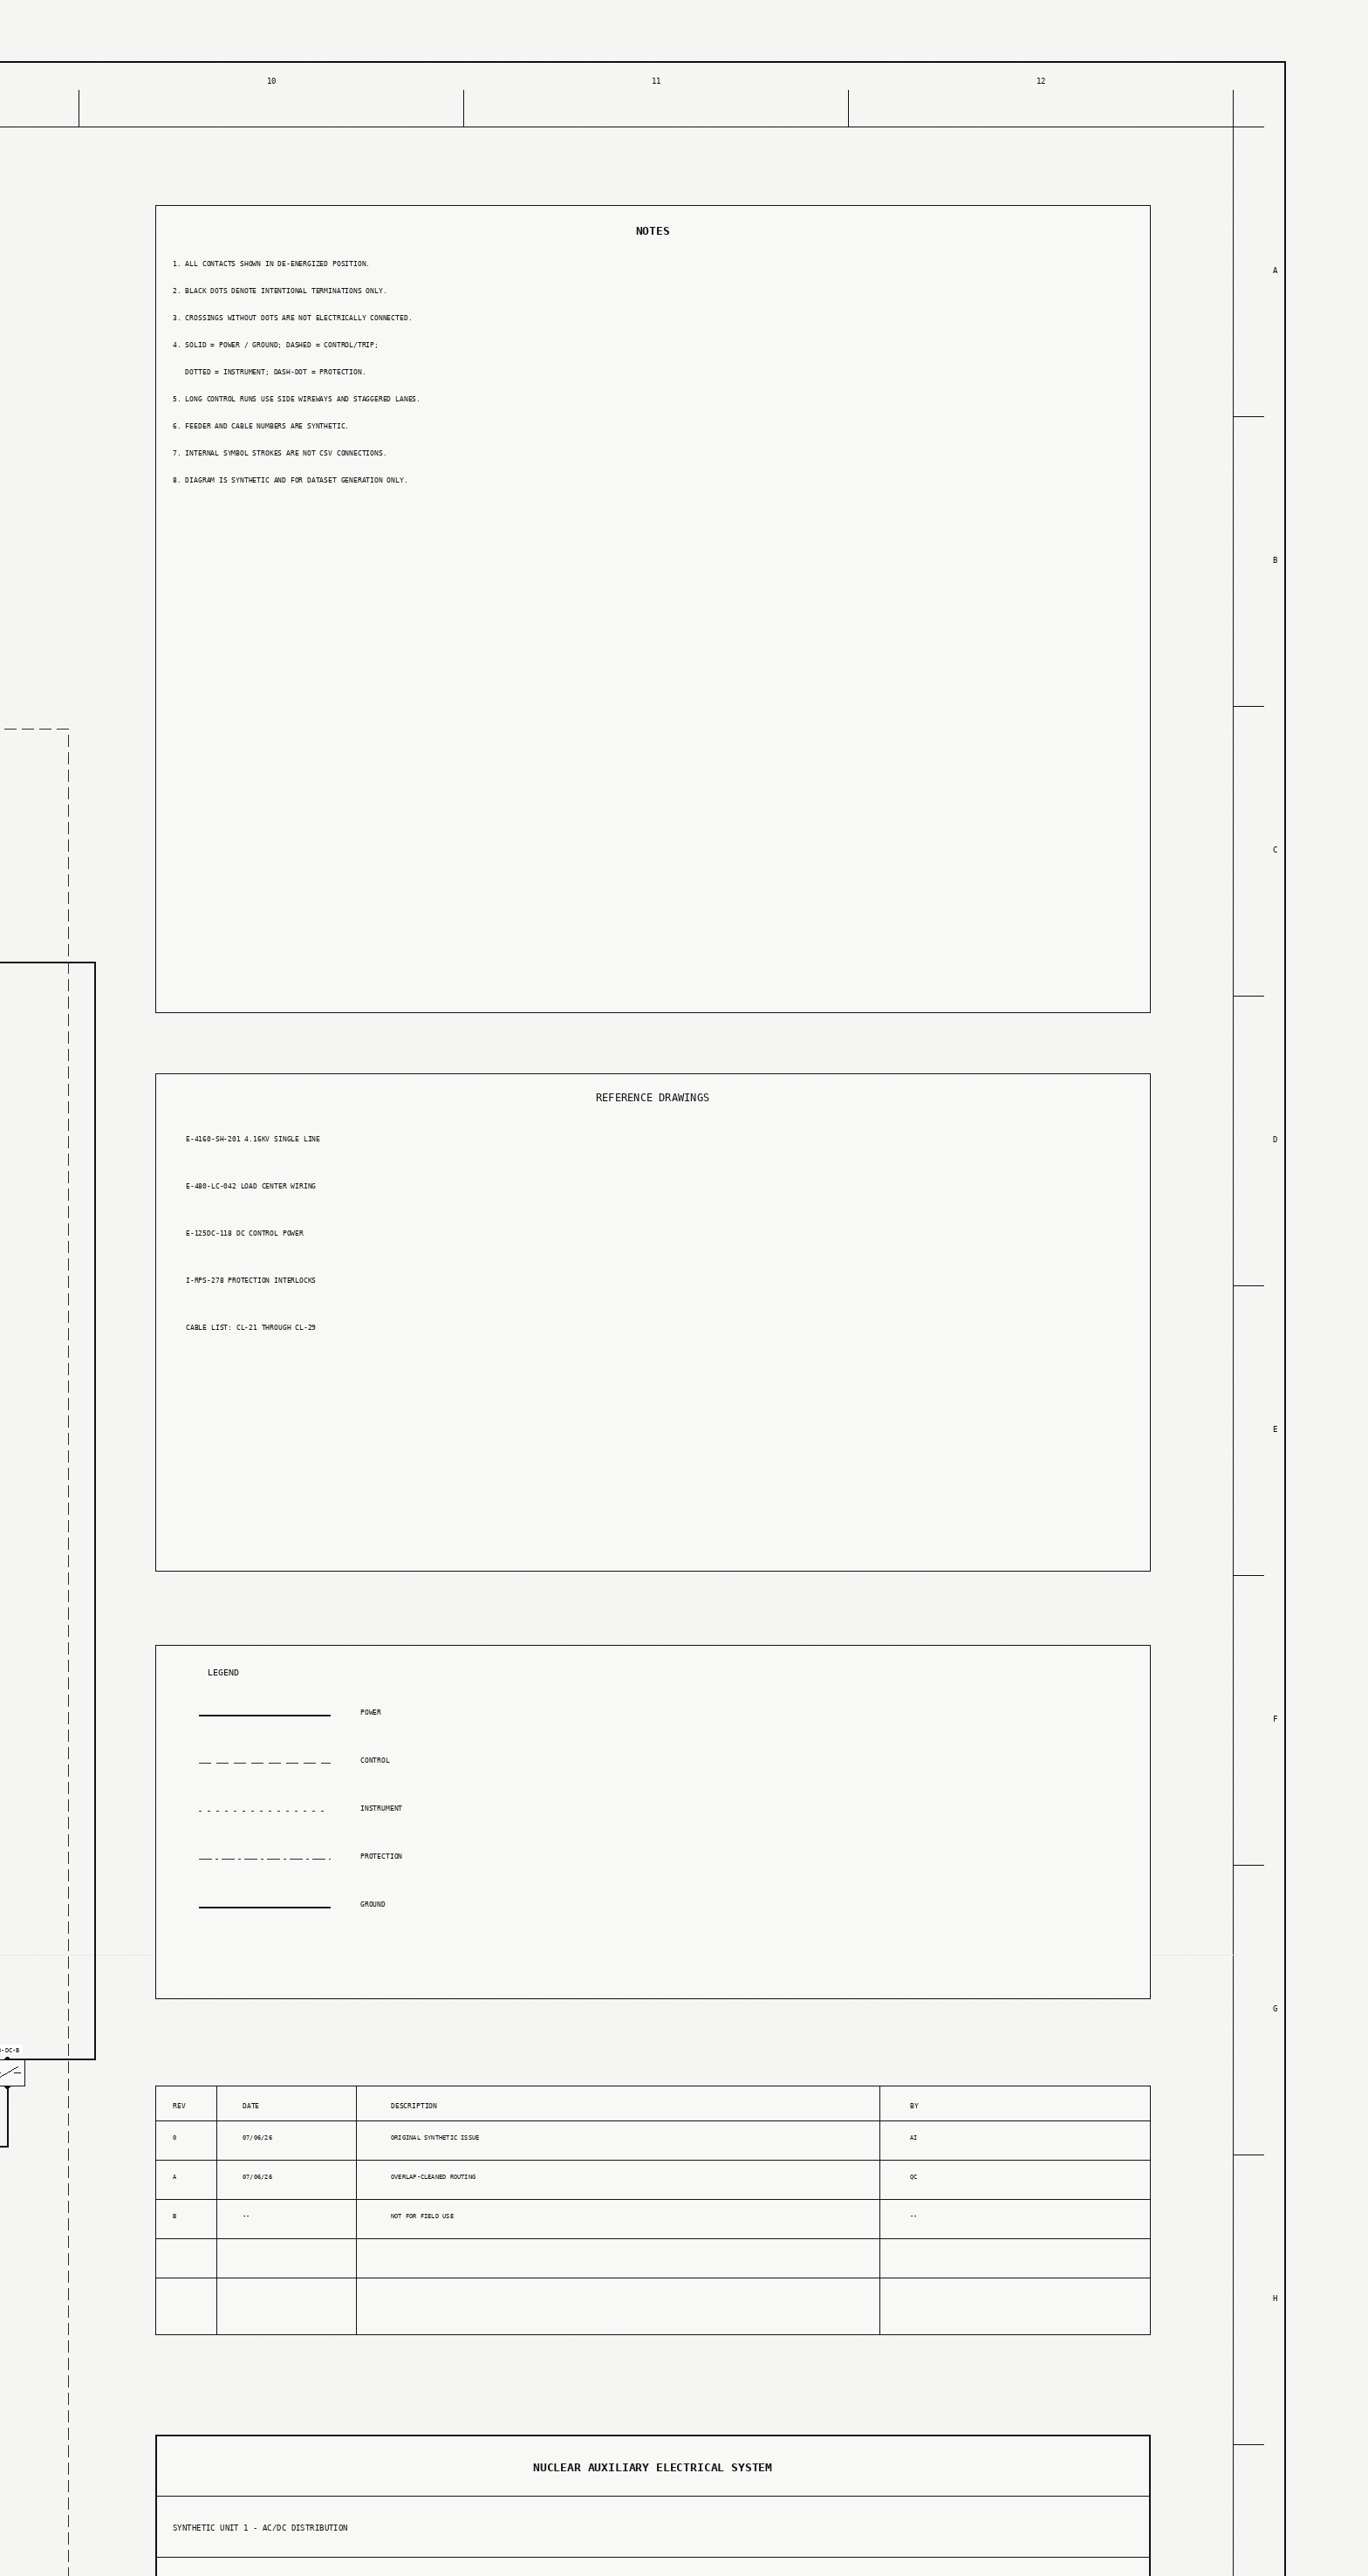 10 11 12
NOTES
1. ALL CONTACTS SHOWN IN DE-ENERGIZED POSITION.
2. BLACK DOTS DENOTE INTENTIONAL TERMINATIONS ONLY.
3. CROSSINGS WITHOUT DOTS ARE NOT ELECTRICALLY CONNECTED.
4. SOLID = POWER / GROUND; DASHED = CONTROL/TRIP;
DOTTED = INSTRUMENT; DASH-DOT = PROTECTION.
5. LONG CONTROL RUNS USE SIDE WIREWAYS AND STAGGERED LANES.
6. FEEDER AND CABLE NUMBERS ARE SYNTHETIC.
7. INTERNAL SYMBOL STROKES ARE NOT CSV CONNECTIONS.
8. DIAGRAM IS SYNTHETIC AND FOR DATASET GENERATION ONLY.
A
B
C
REFERENCE DRAWINGS
E-4160-SH-201 4.16KV SINGLE LINE
D
E-480-LC-042 LOAD CENTER WIRING
E-125DC-118 DC CONTROL POWER
I-RPS-278 PROTECTION INTERLOCKS
CABLE LIST: CL-21 THROUGH CL-29
E
LEGEND
POWER
F
CONTROL
INSTRUMENT
PROTECTION
GROUND
G
-DC-B
REV DATE DESCRIPTION BY
0 07/06/26 ORIGINAL SYNTHETIC ISSUE AI
A 07/06/26 OVERLAP-CLEANED ROUTING QC
B -- NOT FOR FIELD USE --
H
NUCLEAR AUXILIARY ELECTRICAL SYSTEM
SYNTHETIC UNIT 1 - AC/DC DISTRIBUTION